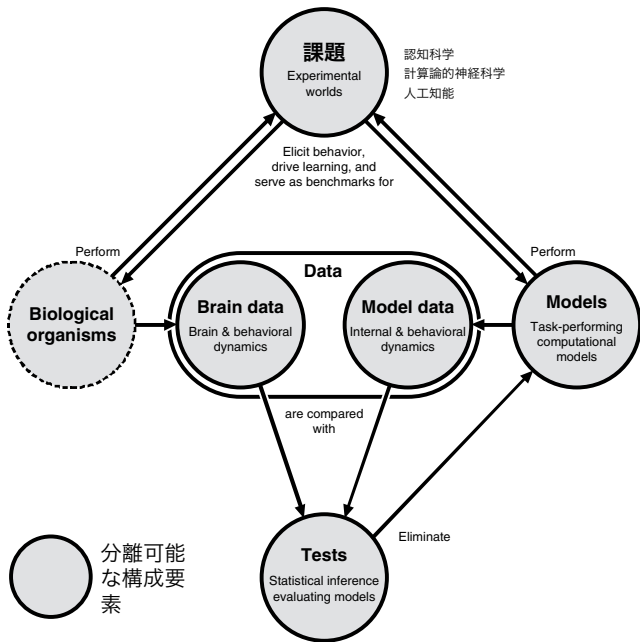 課題
Experimental
worlds
認知科学
計算論的神経科学
人工知能
Elicit behavior,
drive learning, and
serve as benchmarks for
Perform
Perform
Data
Biological
organisms
Brain data
Brain & behavioral
dynamics
Model data
Internal & behavioral
dynamics
Models
Task-performing
computational
models
are compared
with
Eliminate
Tests
Statistical inference
evaluating models
分離可能
な構成要
素